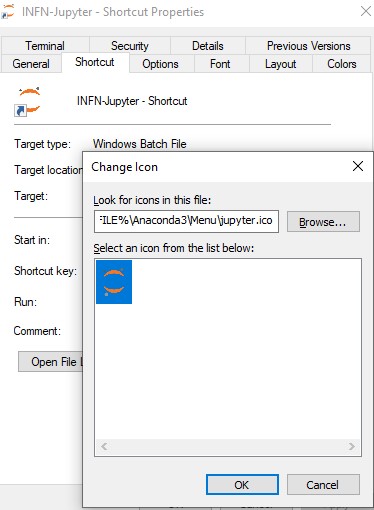 INFN-Jupyter - Shortcut Properties
Terminal Security Details Previous Versions
General Shortcut Options Font Layout Colors
INFN-Jupyter - Shortcut
Target type: Windows Batch File
Target location
Target:
Start in:
Shortcut key:
Run:
Comment:
Open File L
Change Icon
Look for icons in this file:
FILE%\Anaconda3\Menu\jupyter.ico
Browse...
Select an icon from the list below:
OK Cancel